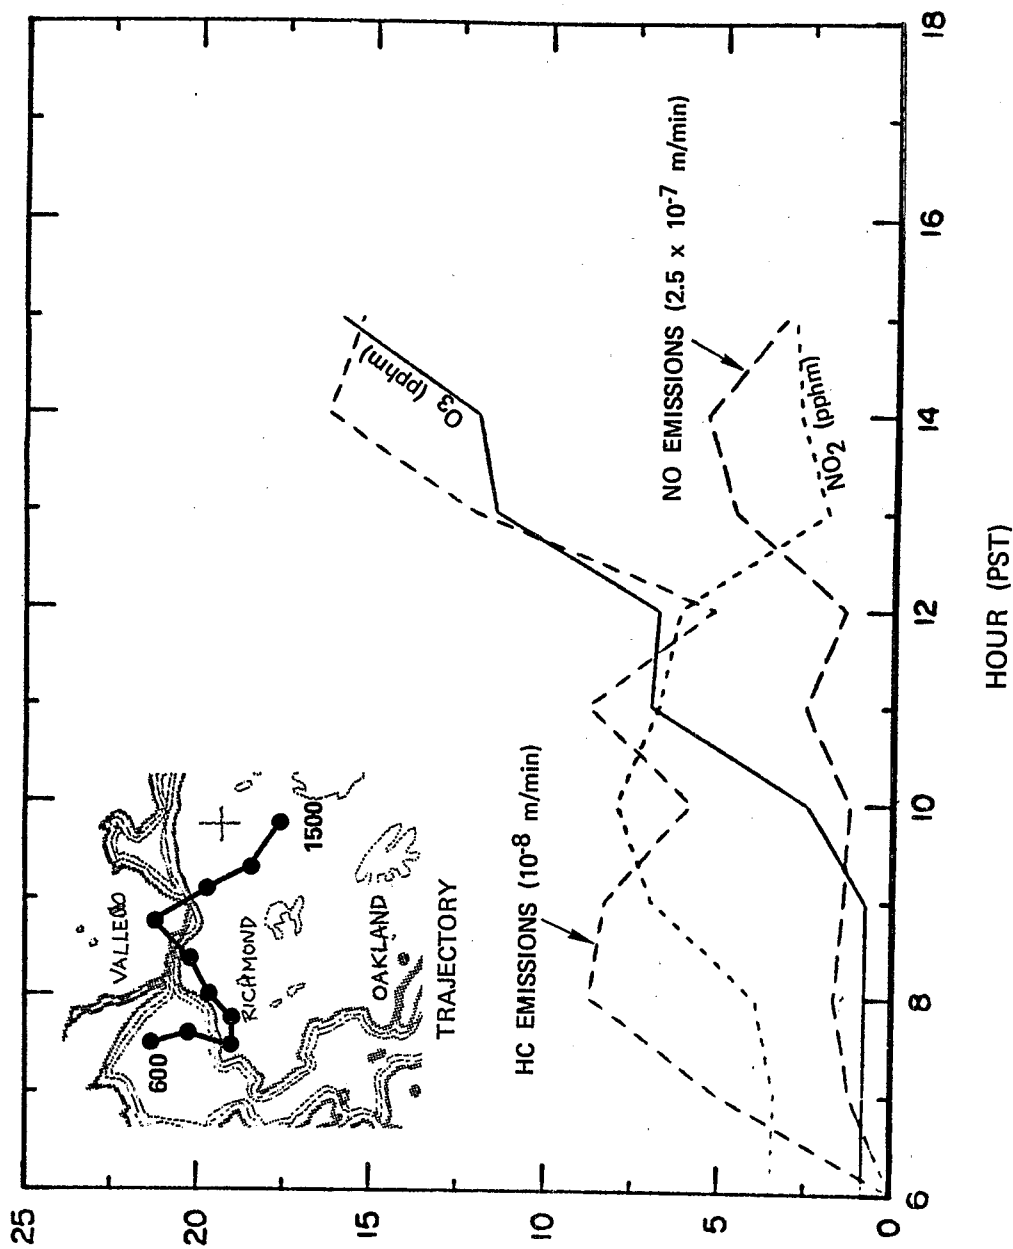 25
20
15
10
5
0
6
8
10
12
14
16
18
HOUR (PST)
VALLEJO
600
RICHMOND
OAKLAND
1500
TRAJECTORY
HC EMISSIONS (10-8 m/min)
O3 (pphm)
NO EMISSIONS (2.5 x 10-7 m/min)
NO2 (pphm)